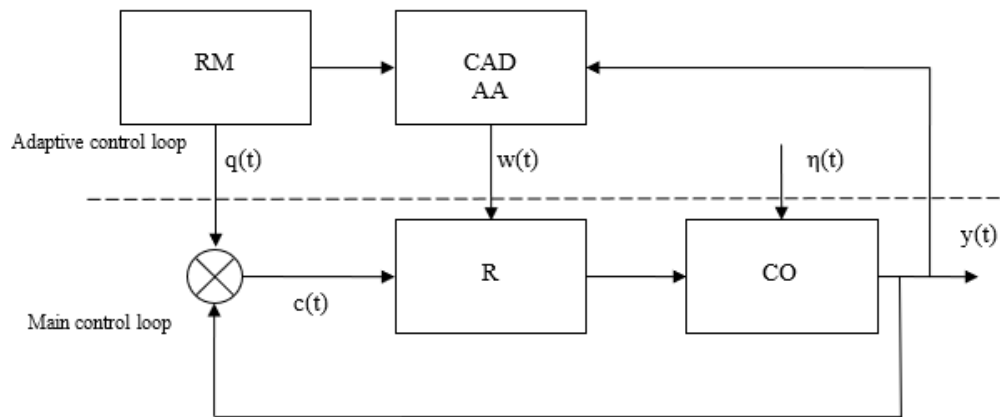 RM
CAD
AA
Adaptive control loop
q(t)
w(t)
η(t)
y(t)
R
CO
c(t)
Main control loop